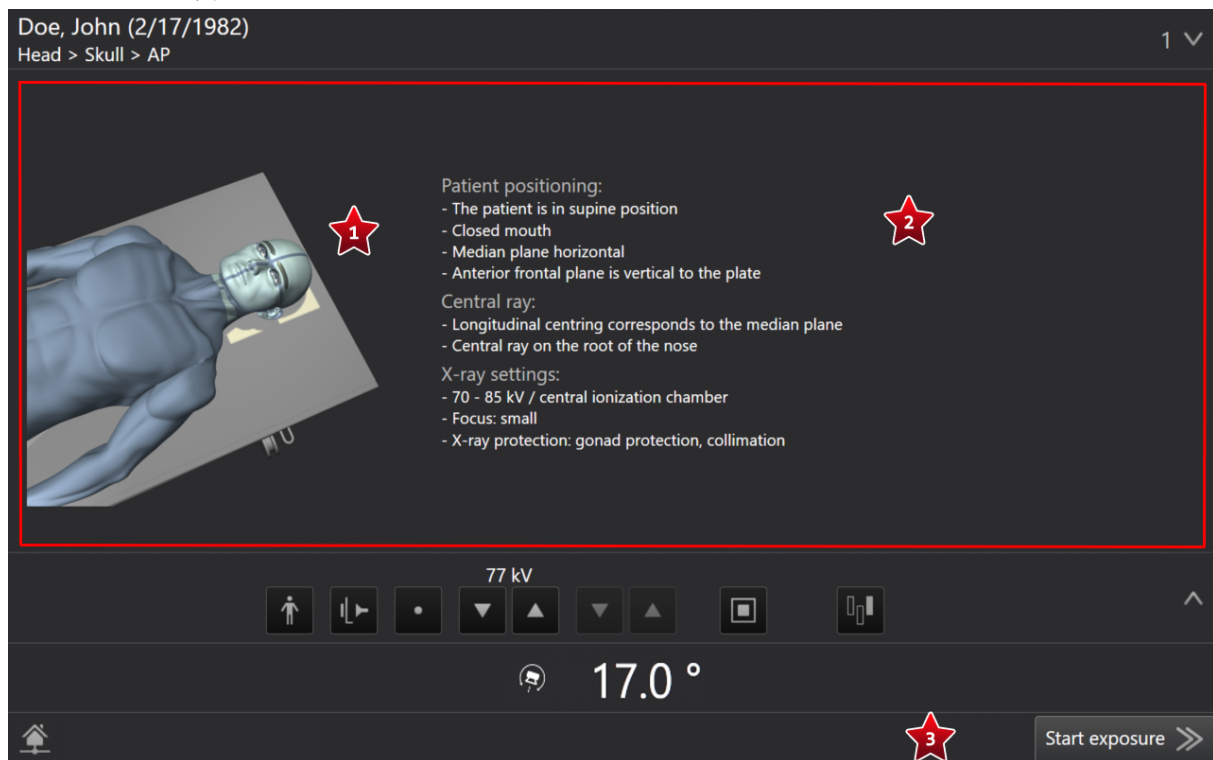 Doe, John (2/17/1982)
Head > Skull > AP
1
1
2
Patient positioning:
- The patient is in supine position
- Closed mouth
- Median plane horizontal
- Anterior frontal plane is vertical to the plate
Central ray:
- Longitudinal centring corresponds to the median plane
- Central ray on the root of the nose
X-ray settings:
- 70 - 85 kV / central ionization chamber
- Focus: small
- X-ray protection: gonad protection, collimation
77 kV
17.0 °
3
Start exposure